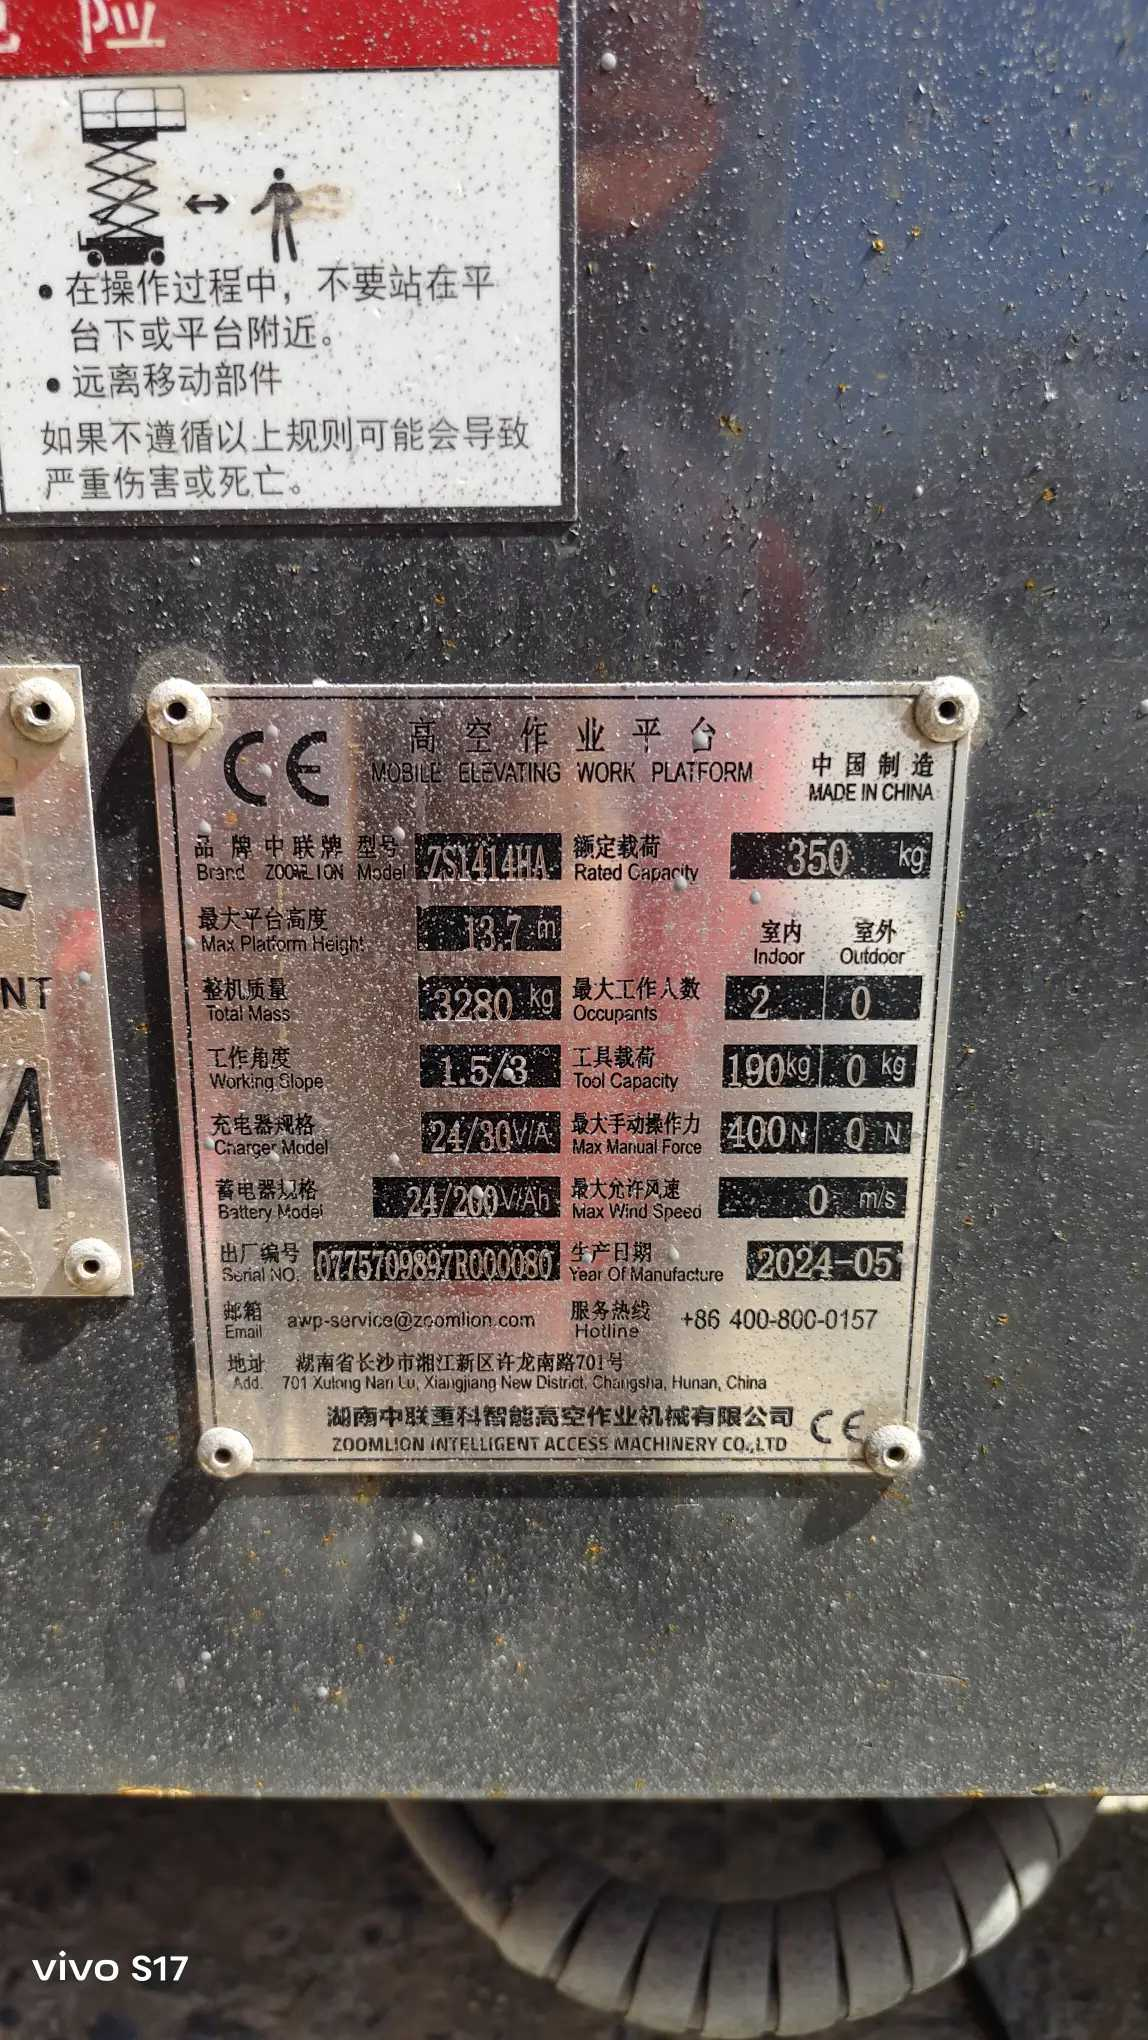 险
在操作过程中，不要站在平
台下或平台附近。
远离移动部件
如果不遵循以上规则可能会导致
严重伤害或死亡。
NT
4
CE
高空作业平台
MOBILE ELEVATING WORK PLATFORM
中国制造
MADE IN CHINA
品牌 中联牌 型号 ZS1414HA 额定载荷 350 kg
Brand ZOOMLION Model Rated Capacity
最大平台高度 13.7 m
Max Platform Height
室内 室外
Indoor Outdoor
整机质量 3280 kg 最大工作人数 2 0
Total Mass Occupants
工作角度 1.5/3° 工具载荷 190kg 0 kg
Working Slope Tool Capacity
充电器规格 24/30V/A 最大手动操作力 400N 0 N
Charger Model Max Manual Force
蓄电器规格 24/200V/Ah 最大允许风速 0 m/s
Battery Model Max Wind Speed
出厂编号 0775709897R000080 生产日期 2024-05
Serial NO. Year Of Manufacture
邮箱 awp-service@zoomlion.com 服务热线 +86 400-800-0157
Email Hotline
地址 湖南省长沙市湘江新区许龙南路701号
Add. 701 Xulong Nan Lu, Xiangjiang New District, Changsha, Hunan, China
湖南中联重科智能高空作业机械有限公司 CE
ZOOMLION INTELLIGENT ACCESS MACHINERY CO.,LTD
vivo S17